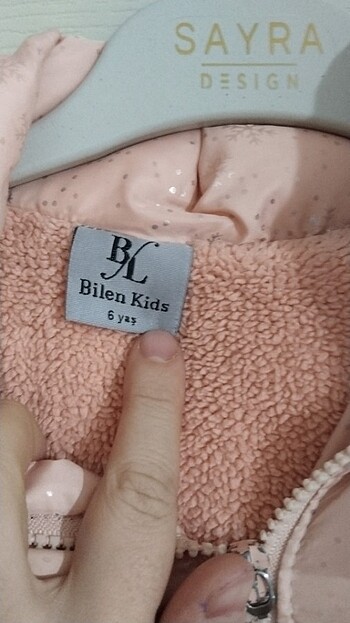 SAYRA
DESIGN
BL
Bilen Kids
6 yaş